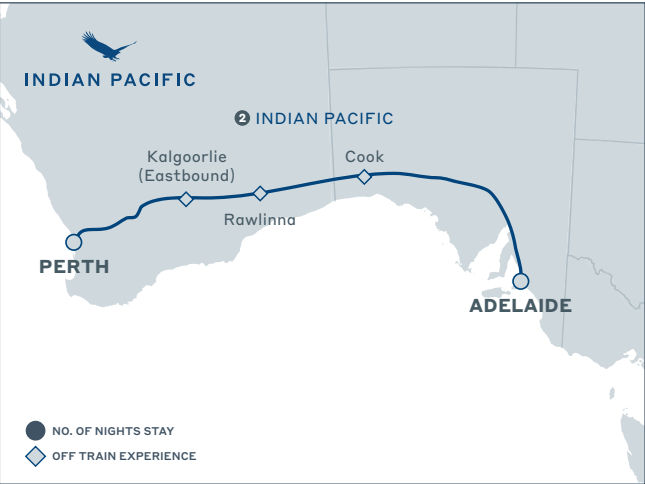 INDIAN PACIFIC
2 INDIAN PACIFIC
Kalgoorlie
(Eastbound)
Cook
Rawlinna
PERTH
ADELAIDE
NO. OF NIGHTS STAY
OFF TRAIN EXPERIENCE